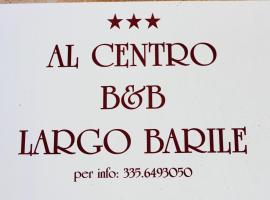 ★★★
AL CENTRO
B&B
LARGO BARILE
per info: 335.6493050